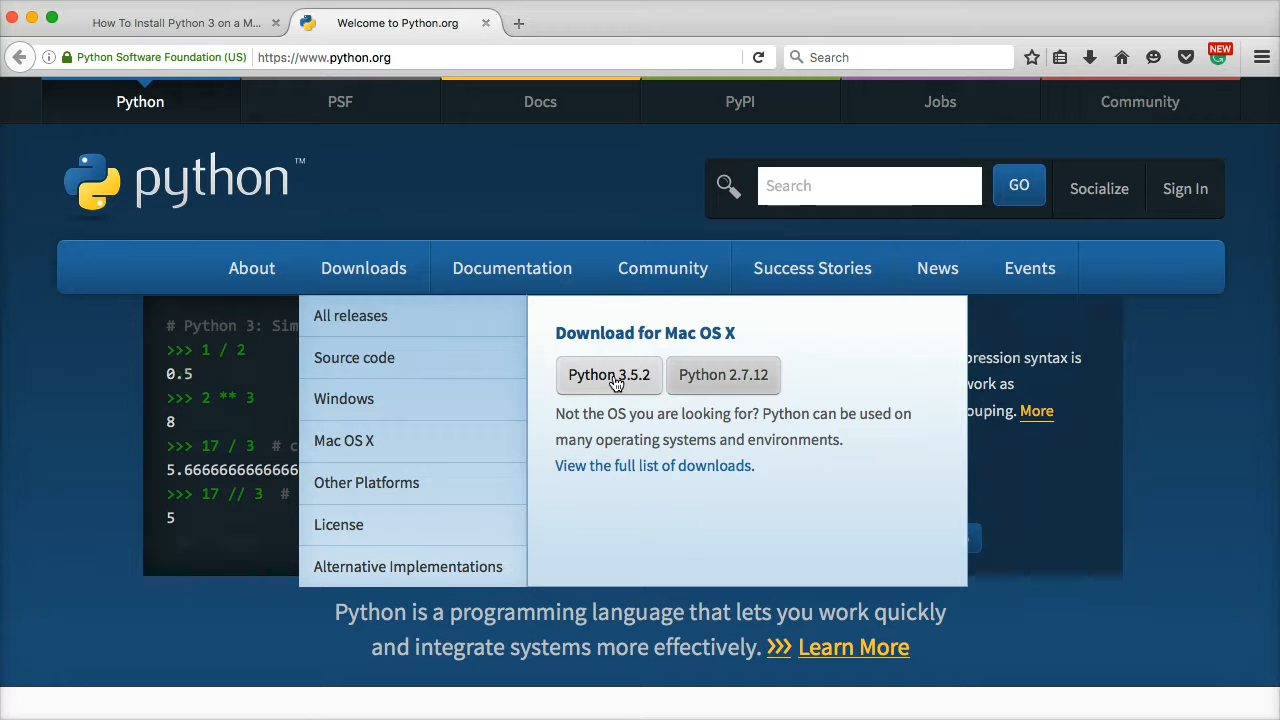 How To Install Python 3 on a M...
Welcome to Python.org
NEW
Python Software Foundation (US)
https://www.python.org
Search
Python
PSF
Docs
PyPI
Jobs
Community
python™
Search
GO
Socialize
Sign In
About
Downloads
Documentation
Community
Success Stories
News
Events
# Python 3: Sim
>>> 1 / 2
0.5
>>> 2 ** 3
8
>>> 17 / 3 # c
5.6666666666666
>>> 17 // 3 #
5
All releases
Source code
Windows
Mac OS X
Other Platforms
License
Alternative Implementations
Download for Mac OS X
Python 3.5.2
Python 2.7.12
Not the OS you are looking for? Python can be used on
many operating systems and environments.
View the full list of downloads.
pression syntax is
work as
ouping. More
Python is a programming language that lets you work quickly
and integrate systems more effectively. >>> Learn More